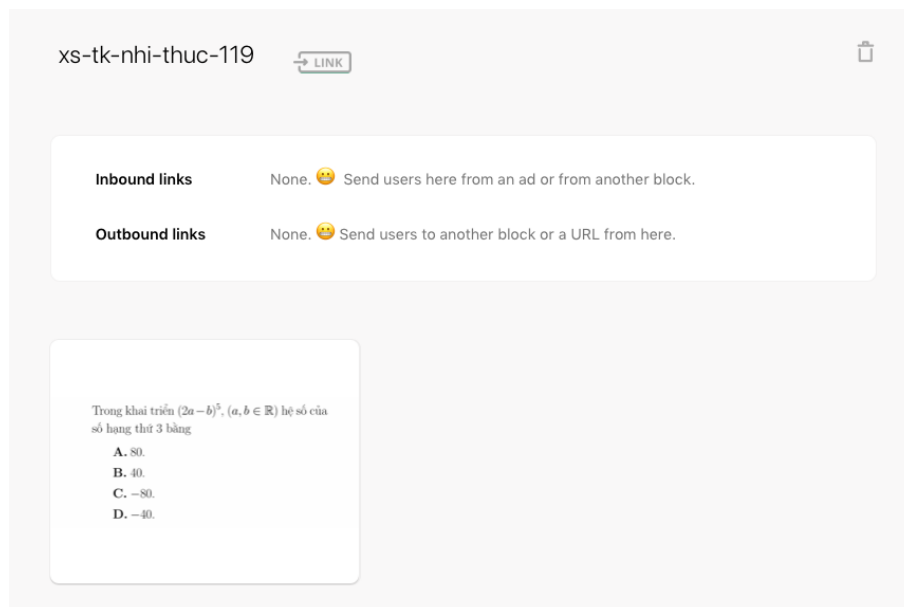 xs-tk-nhi-thuc-119
LINK
Inbound links
None. 😬 Send users here from an ad or from another block.
Outbound links
None. 😬 Send users to another block or a URL from here.
Trong khai triển (2a − b)⁵, (a, b ∈ ℝ) hệ số của
số hạng thứ 3 bằng
A. 80.
B. 40.
C. −80.
D. −40.